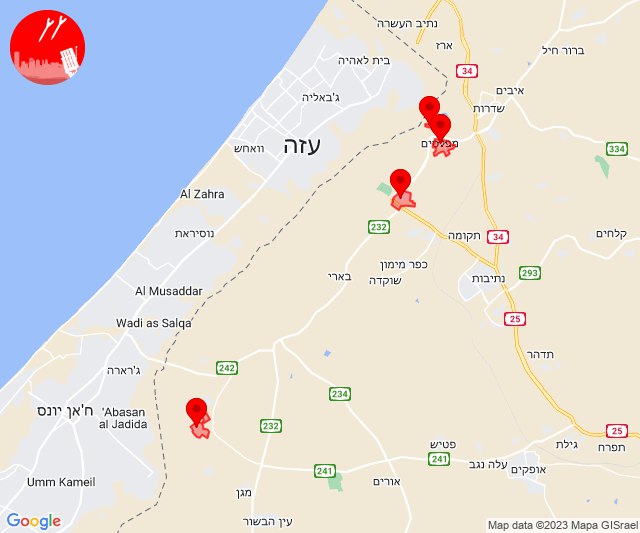 נתיב העשרה
ארז
ברור חיל
בית לאהיה
34
ג'באליה
איבים
שדרות
עזה
וואחש
מפלסים
334
Al Zahra
נוסיראת
232
תקומה
34
קלחים
כפר מימון
שוקדה
בארי
נתיבות
293
Al Musaddar
Wadi as Salqa
25
תדהר
ג'רארה
242
234
ח'אן יונס
'Abasan
al Jadida
232
25
גילת
תפרח
פטיש
241
עלה נגב
אופקים
241
אורים
Umm Kameil
מגן
עין הבשור
Google
Map data ©2023 Mapa GISrael